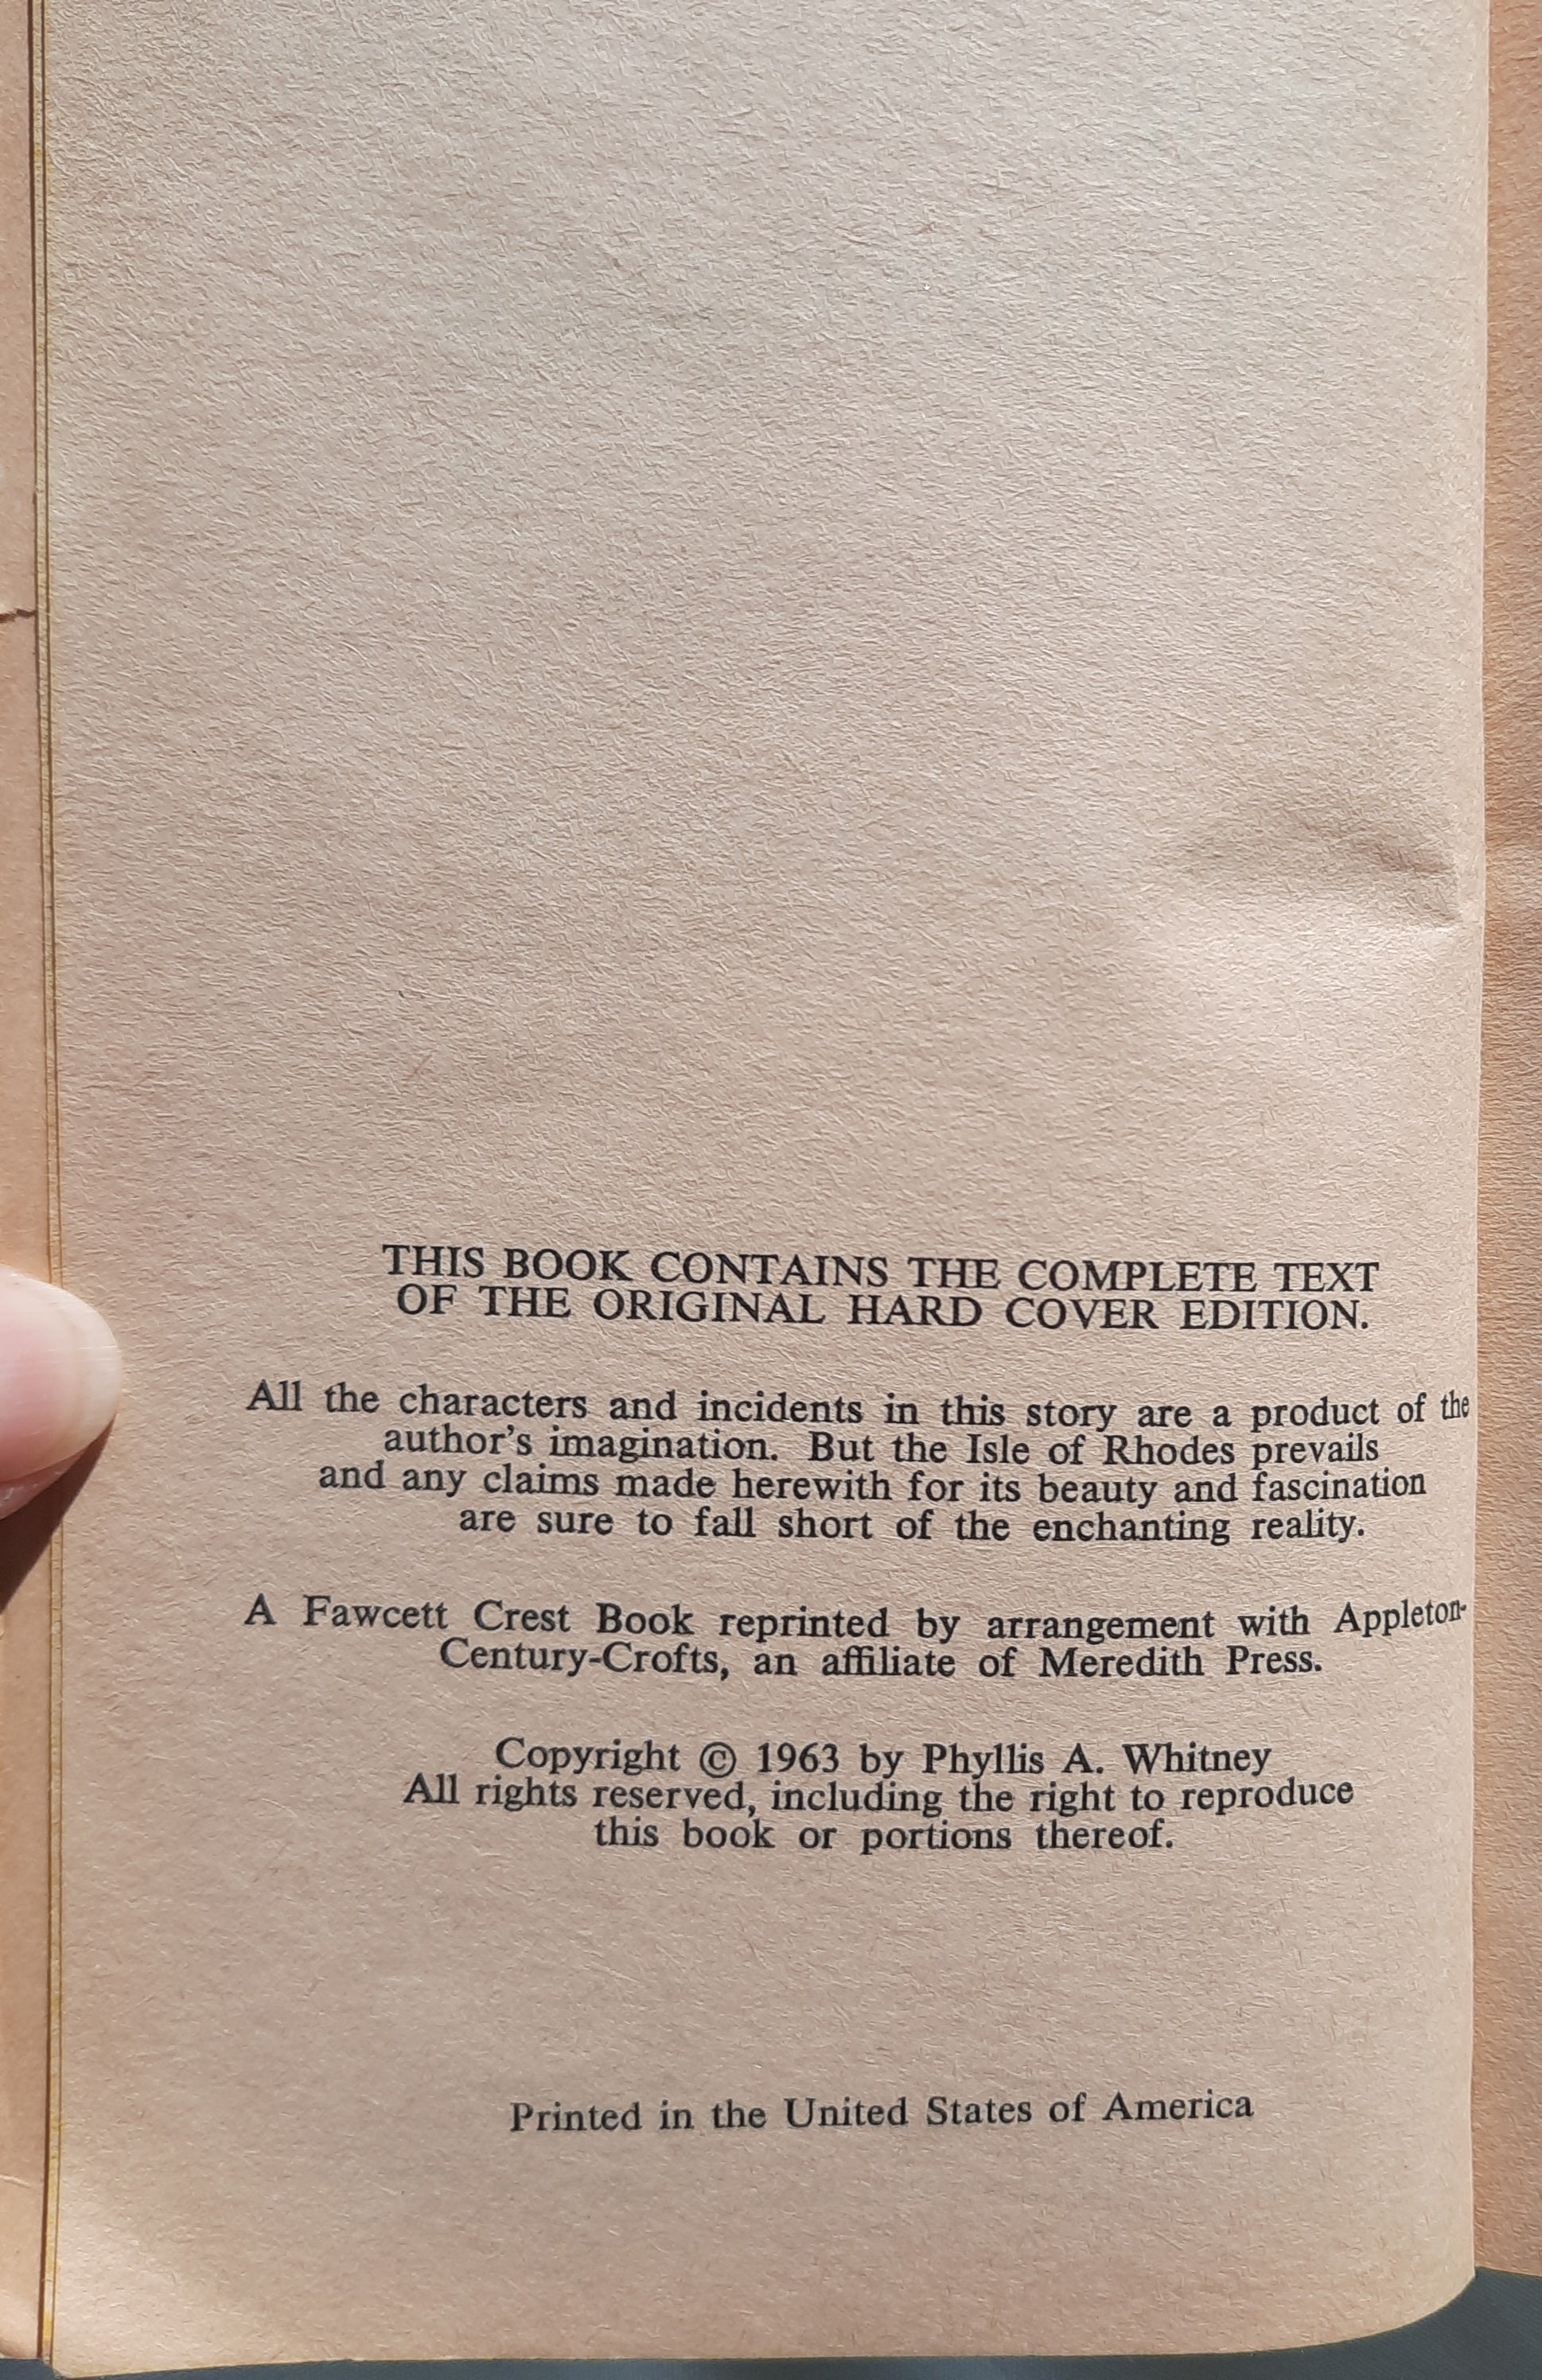 THIS BOOK CONTAINS THE COMPLETE TEXT
OF THE ORIGINAL HARD COVER EDITION.
All the characters and incidents in this story are a product of the
author's imagination. But the Isle of Rhodes prevails
and any claims made herewith for its beauty and fascination
are sure to fall short of the enchanting reality.
A Fawcett Crest Book reprinted by arrangement with Appleton-
Century-Crofts, an affiliate of Meredith Press.
Copyright © 1963 by Phyllis A. Whitney
All rights reserved, including the right to reproduce
this book or portions thereof.
Printed in the United States of America